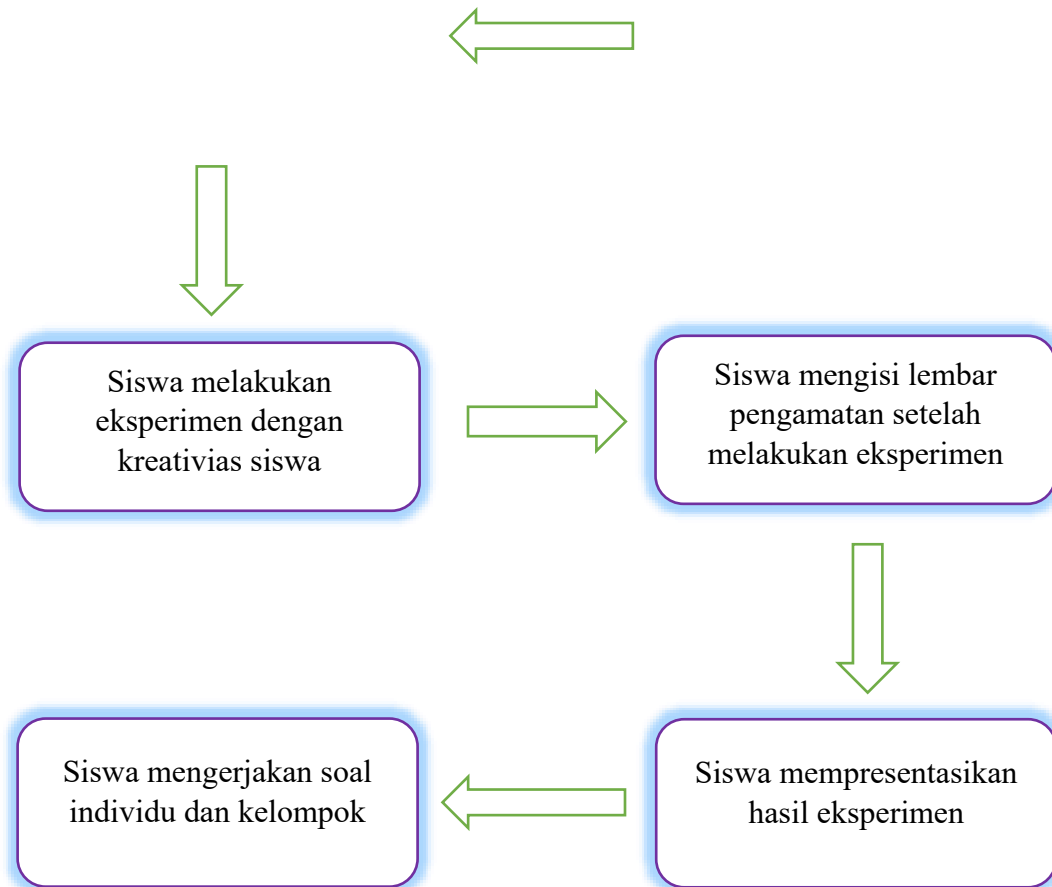 Siswa melakukan
eksperimen dengan
kreativias siswa
Siswa mengisi lembar
pengamatan setelah
melakukan eksperimen
Siswa mempresentasikan
hasil eksperimen
Siswa mengerjakan soal
individu dan kelompok